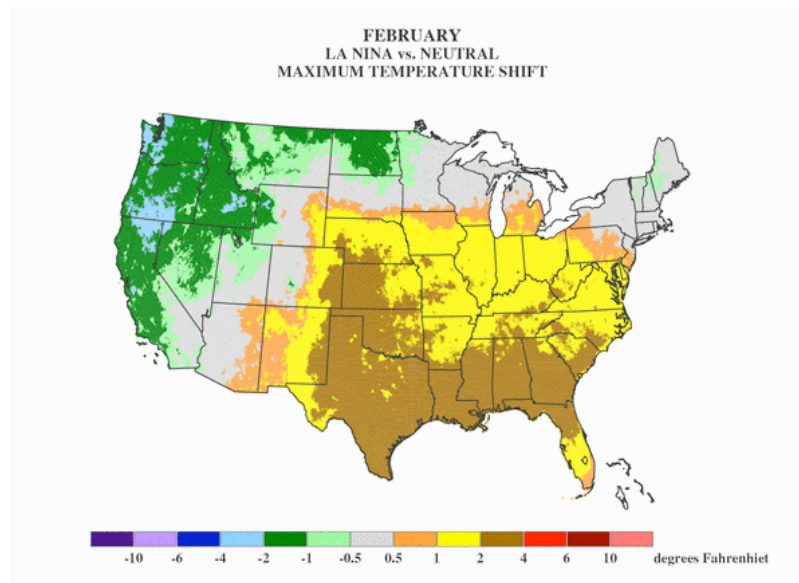 FEBRUARY
LA NINA vs. NEUTRAL
MAXIMUM TEMPERATURE SHIFT
-10 -6 -4 -2 -1 -0.5 0.5 1 2 4 6 10 degrees Fahrenhiet